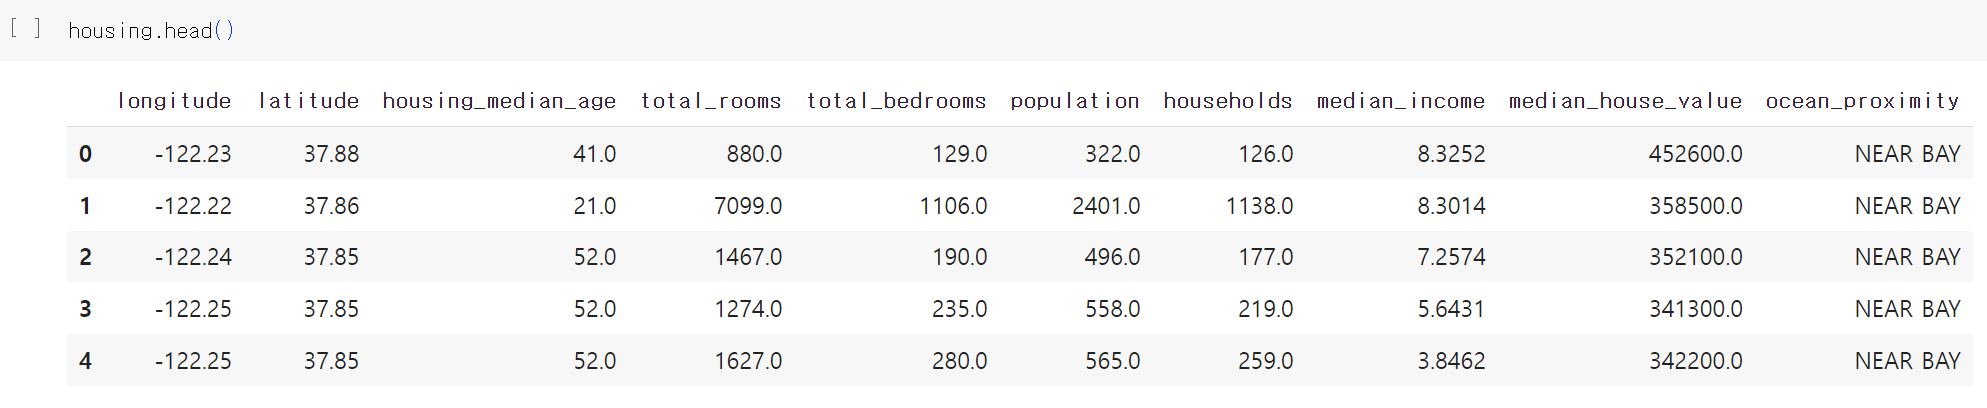 [ ] housing.head()
longitude latitude housing_median_age total_rooms total_bedrooms population households median_income median_house_value ocean_proximity
0 -122.23 37.88 41.0 880.0 129.0 322.0 126.0 8.3252 452600.0 NEAR BAY
1 -122.22 37.86 21.0 7099.0 1106.0 2401.0 1138.0 8.3014 358500.0 NEAR BAY
2 -122.24 37.85 52.0 1467.0 190.0 496.0 177.0 7.2574 352100.0 NEAR BAY
3 -122.25 37.85 52.0 1274.0 235.0 558.0 219.0 5.6431 341300.0 NEAR BAY
4 -122.25 37.85 52.0 1627.0 280.0 565.0 259.0 3.8462 342200.0 NEAR BAY